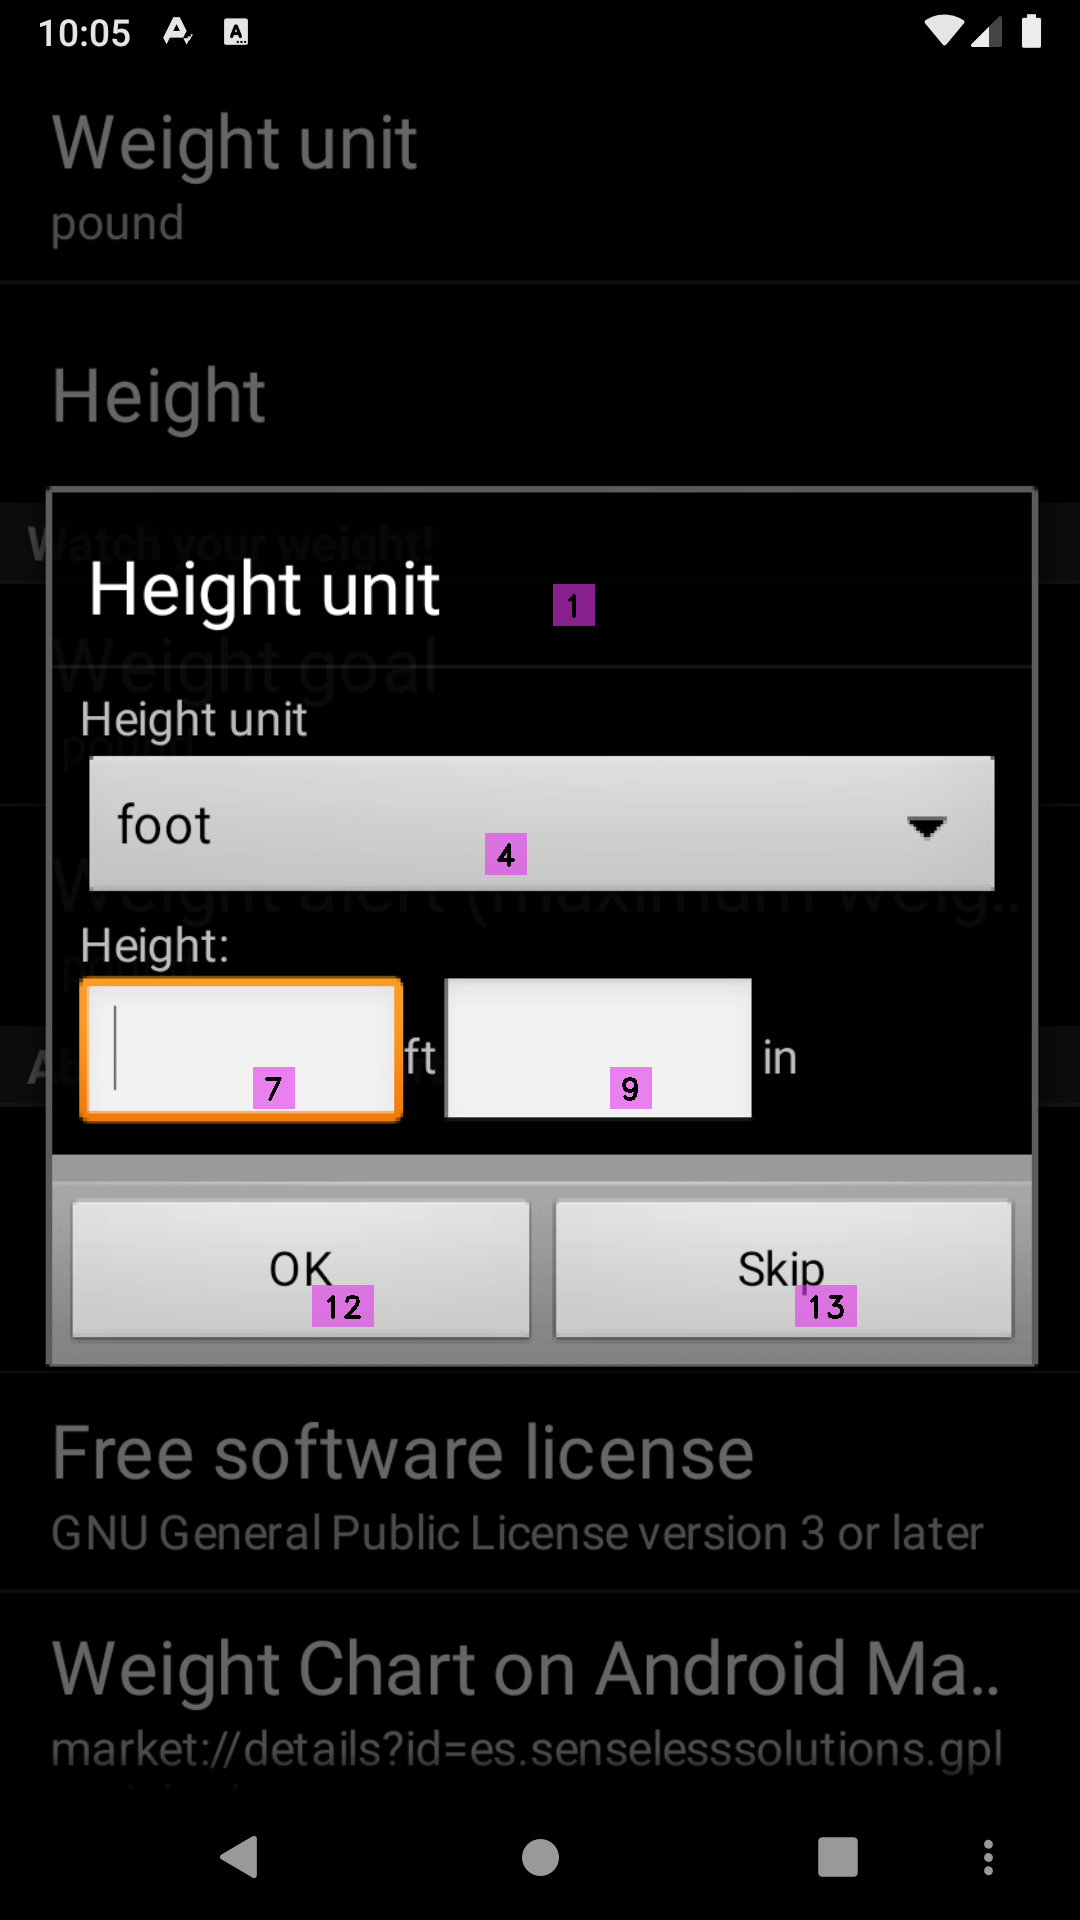 10:05
Weight unit
pound
Height
Watch your weight!
Height unit
1
Weight goal
Height unit
pound
foot
4
Weight alert (maximum weig..
Height:
ft
in
7
9
OK
Skip
12
13
Free software license
GNU General Public License version 3 or later
Weight Chart on Android Ma..
market://details?id=es.senselesssolutions.gpl